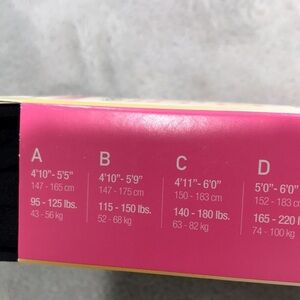 A
4'10"- 5'5"
147 - 165 cm
95 - 125 lbs.
43 - 56 kg
B
4'10"- 5'9"
147 - 175 cm
115 - 150 lbs.
52 - 68 kg
C
4'11"- 6'0"
150 - 183 cm
140 - 180 lbs.
63 - 82 kg
D
5'0"- 6'0"
152 - 183 c
165 - 220 l
74 - 100 kg